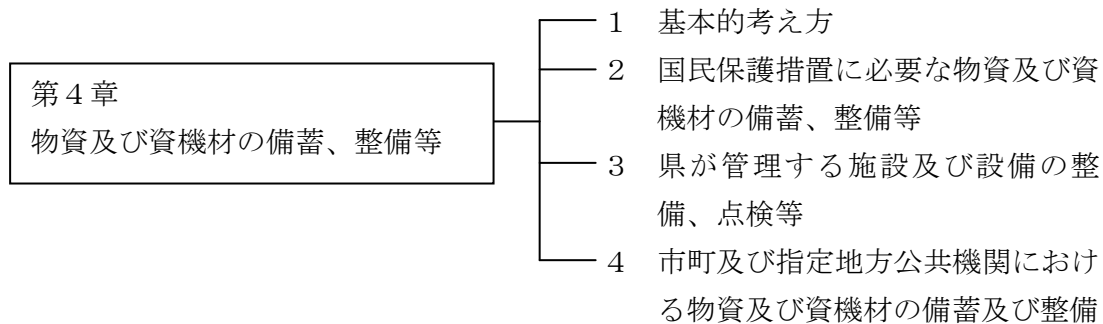 第４章
物資及び資機材の備蓄、整備等
１　基本的考え方
２　国民保護措置に必要な物資及び資
機材の備蓄、整備等
３　県が管理する施設及び設備の整
備、点検等
４　市町及び指定地方公共機関におけ
る物資及び資機材の備蓄及び整備